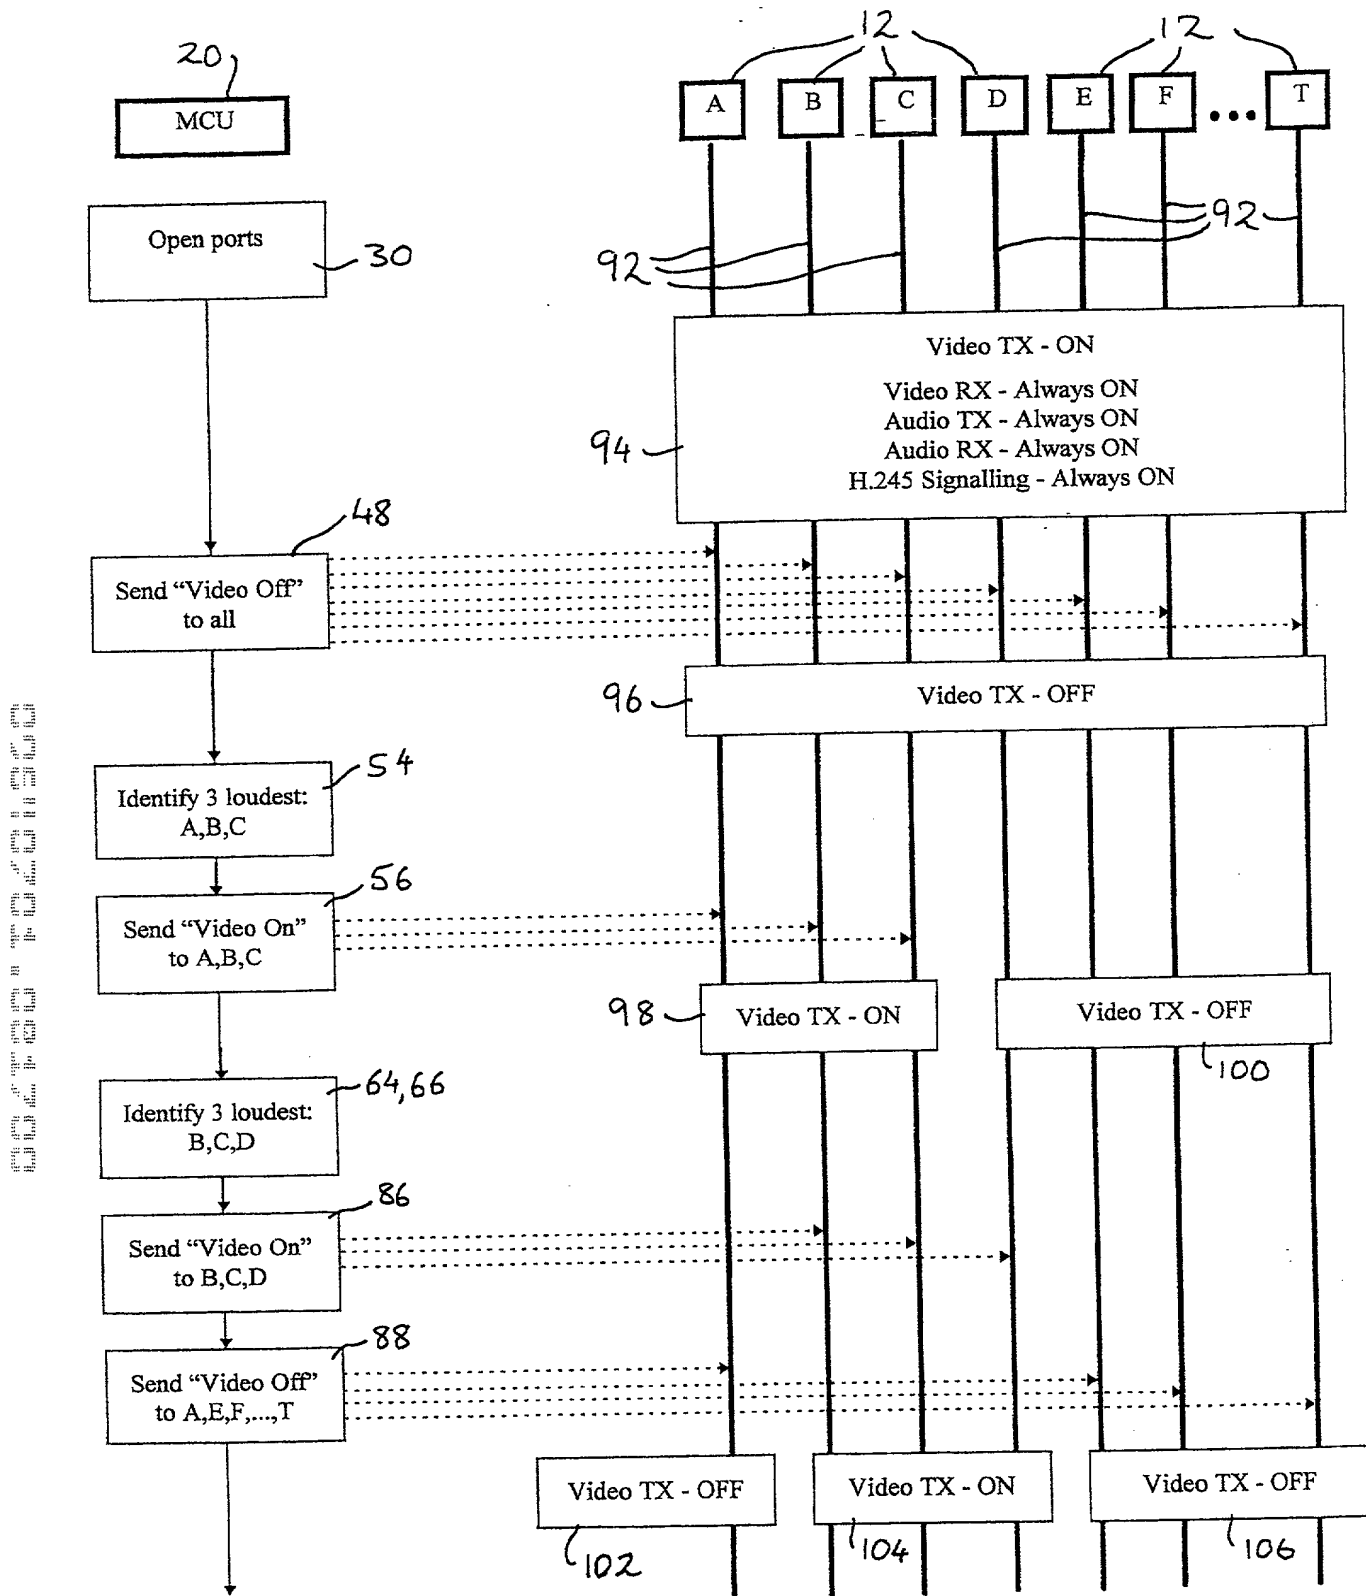 20
12
12
MCU
A
B
C
D
E
F
...
T
Open ports
30
92
92
Video TX - ON
Video RX - Always ON
Audio TX - Always ON
Audio RX - Always ON
H.245 Signalling - Always ON
94
48
Send “Video Off”
to all
96
Video TX - OFF
54
Identify 3 loudest:
A,B,C
56
Send “Video On”
to A,B,C
98
Video TX - ON
Video TX - OFF
100
64,66
Identify 3 loudest:
B,C,D
86
Send “Video On”
to B,C,D
88
Send “Video Off”
to A,E,F,...,T
Video TX - OFF
Video TX - ON
Video TX - OFF
102
104
106